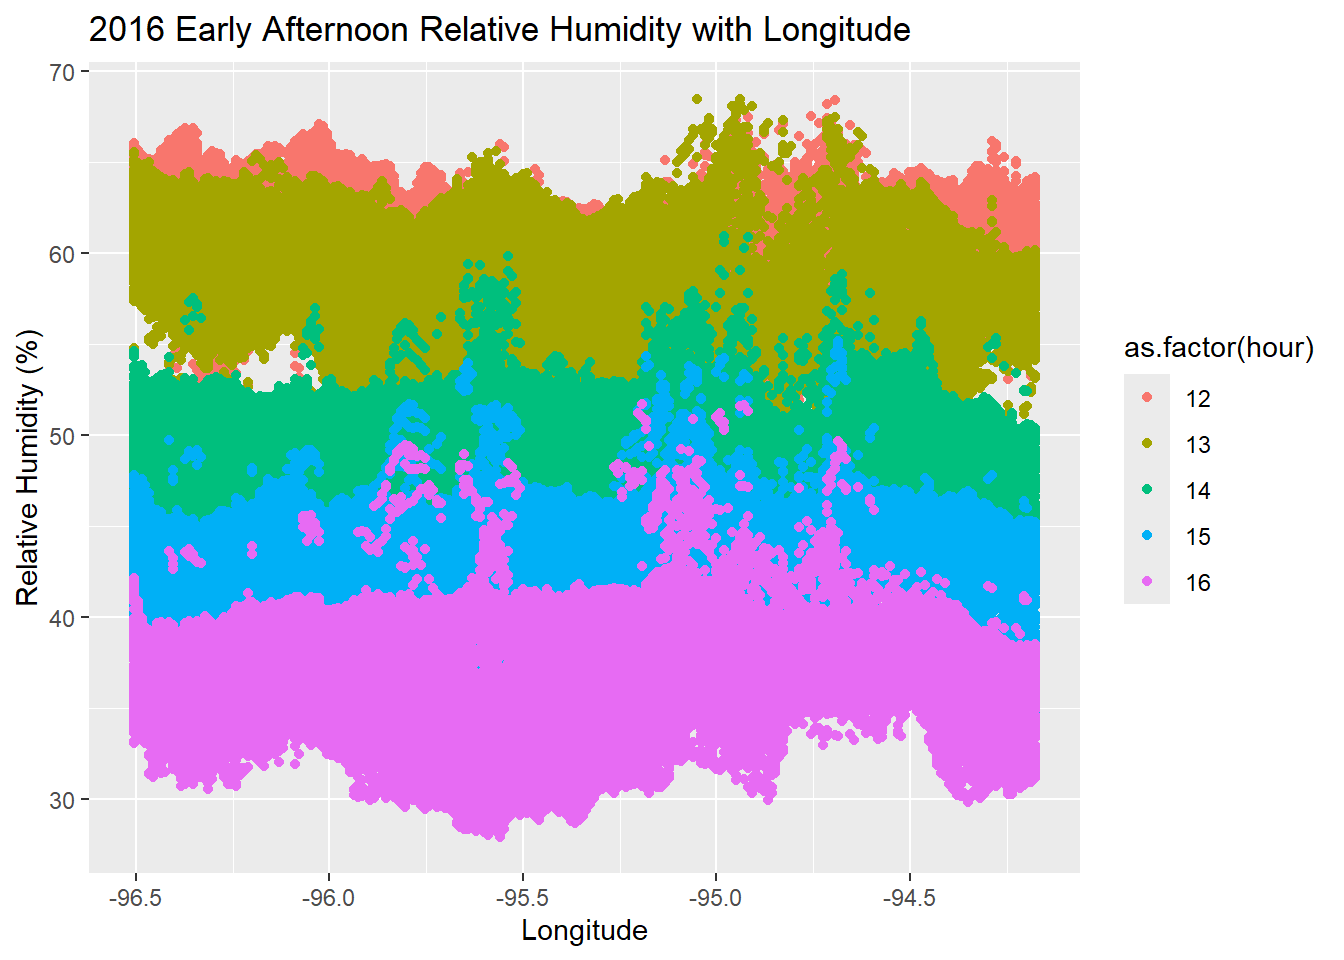 2016 Early Afternoon Relative Humidity with Longitude
Relative Humidity (%)
70
60
50
40
30
-96.5 -96.0 -95.5 -95.0 -94.5
Longitude
as.factor(hour)
12
13
14
15
16